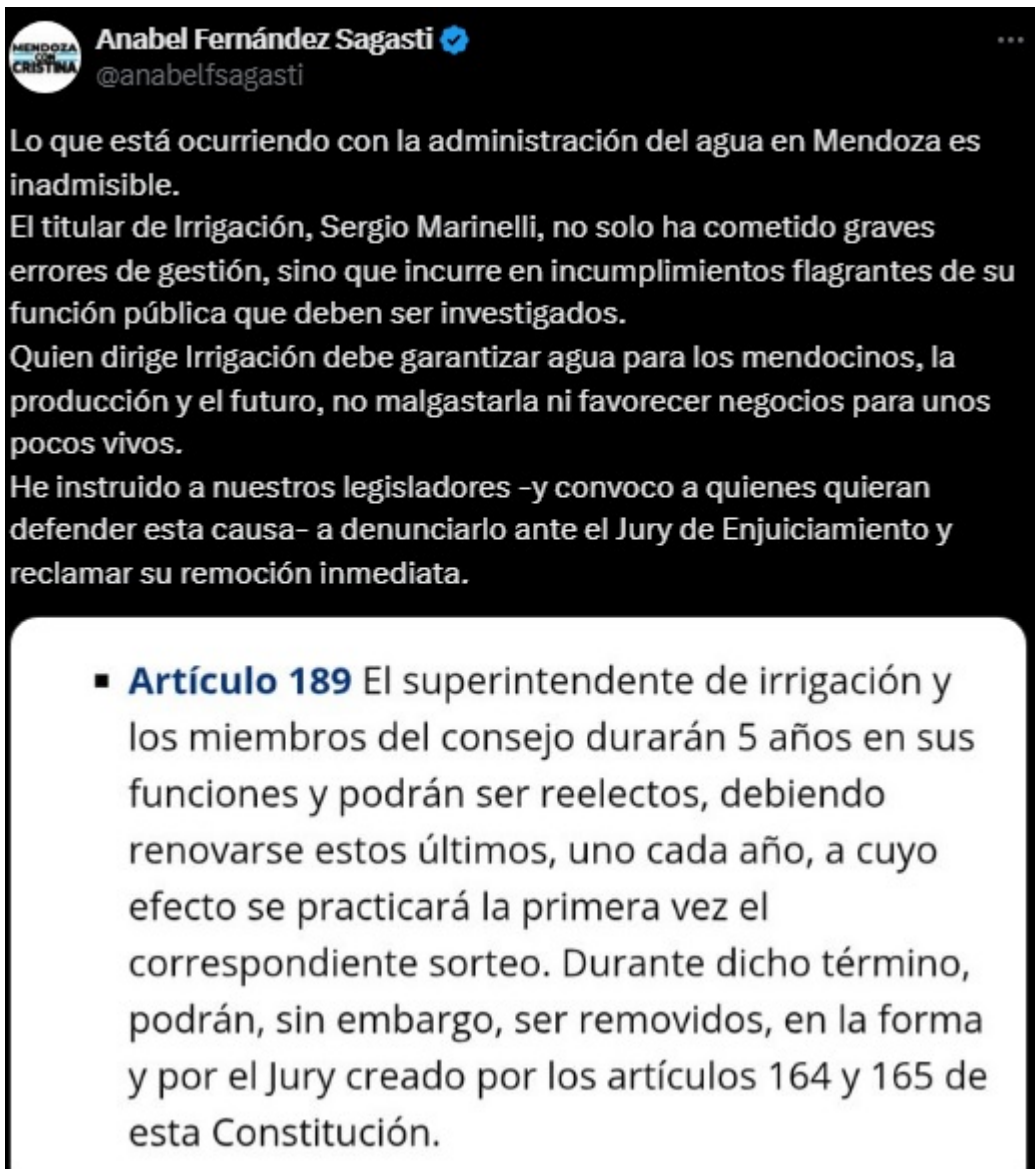 MENDOZA
CON
CRISTINA
Anabel Fernández Sagasti
@anabelfsagasti
Lo que está ocurriendo con la administración del agua en Mendoza es
inadmisible.
El titular de Irrigación, Sergio Marinelli, no solo ha cometido graves
errores de gestión, sino que incurre en incumplimientos flagrantes de su
función pública que deben ser investigados.
Quien dirige Irrigación debe garantizar agua para los mendocinos, la
producción y el futuro, no malgastarla ni favorecer negocios para unos
pocos vivos.
He instruido a nuestros legisladores –y convoco a quienes quieran
defender esta causa– a denunciarlo ante el Jury de Enjuiciamiento y
reclamar su remoción inmediata.
▪ Artículo 189 El superintendente de irrigación y
los miembros del consejo durarán 5 años en sus
funciones y podrán ser reelectos, debiendo
renovarse estos últimos, uno cada año, a cuyo
efecto se practicará la primera vez el
correspondiente sorteo. Durante dicho término,
podrán, sin embargo, ser removidos, en la forma
y por el Jury creado por los artículos 164 y 165 de
esta Constitución.